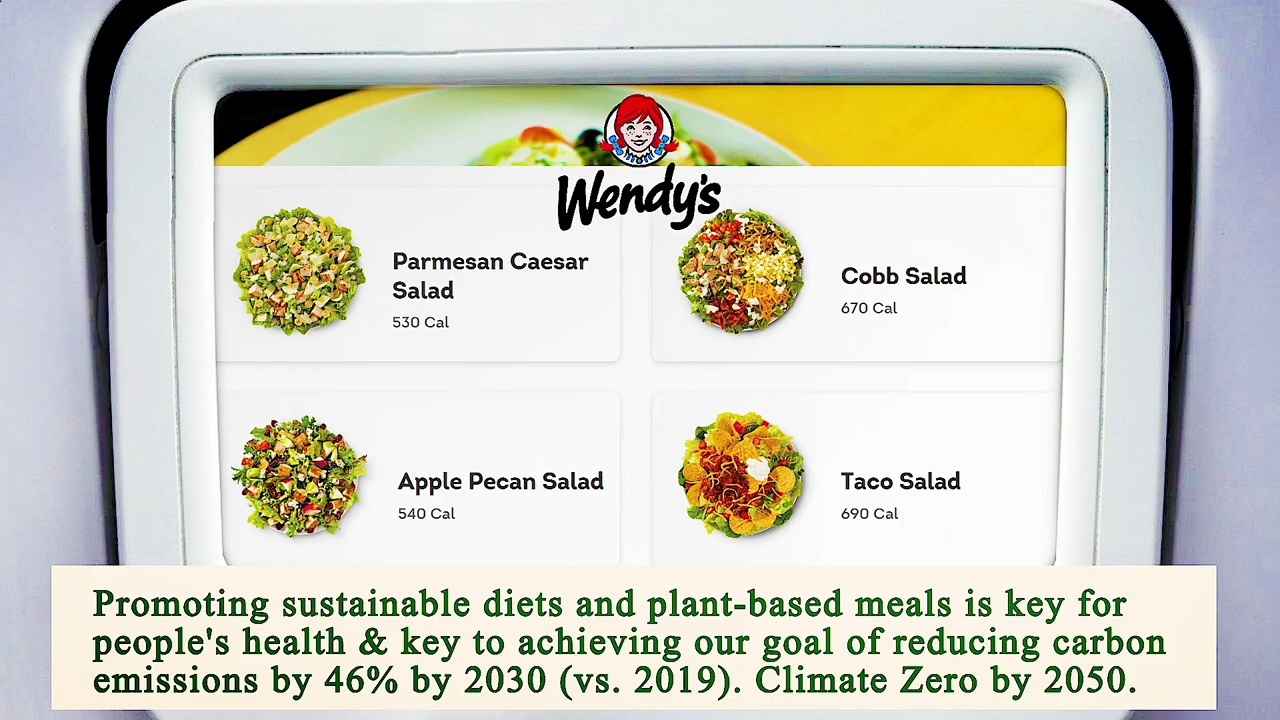 Wendy's
Parmesan Caesar
Salad
530 Cal
Cobb Salad
670 Cal
Apple Pecan Salad
540 Cal
Taco Salad
690 Cal
Promoting sustainable diets and plant-based meals is key for
people's health & key to achieving our goal of reducing carbon
emissions by 46% by 2030 (vs. 2019). Climate Zero by 2050.